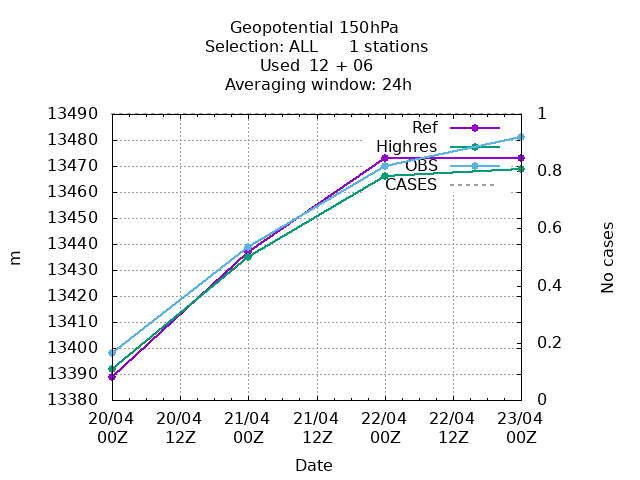 Geopotential 150hPa
Selection: ALL      1 stations
Used  12 + 06
Averaging window: 24h
13490
13480
13470
13460
13450
13440
13430
13420
13410
13400
13390
13380
m
1
0.8
0.6
0.4
0.2
0
No cases
Ref
Highres
OBS
CASES
20/04 20/04 21/04 21/04 22/04 22/04 23/04
00Z 12Z 00Z 12Z 00Z 12Z 00Z
Date